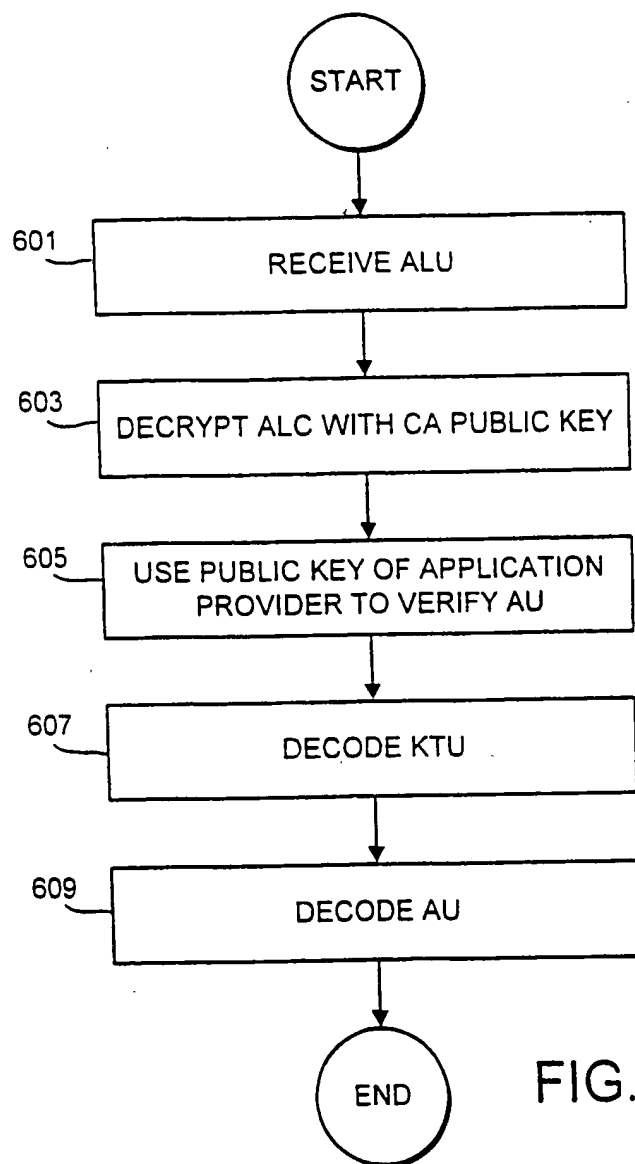 START
601
RECEIVE ALU
603
DECRYPT ALC WITH CA PUBLIC KEY
605
USE PUBLIC KEY OF APPLICATION
PROVIDER TO VERIFY AU
607
DECODE KTU
609
DECODE AU
END
FIG.